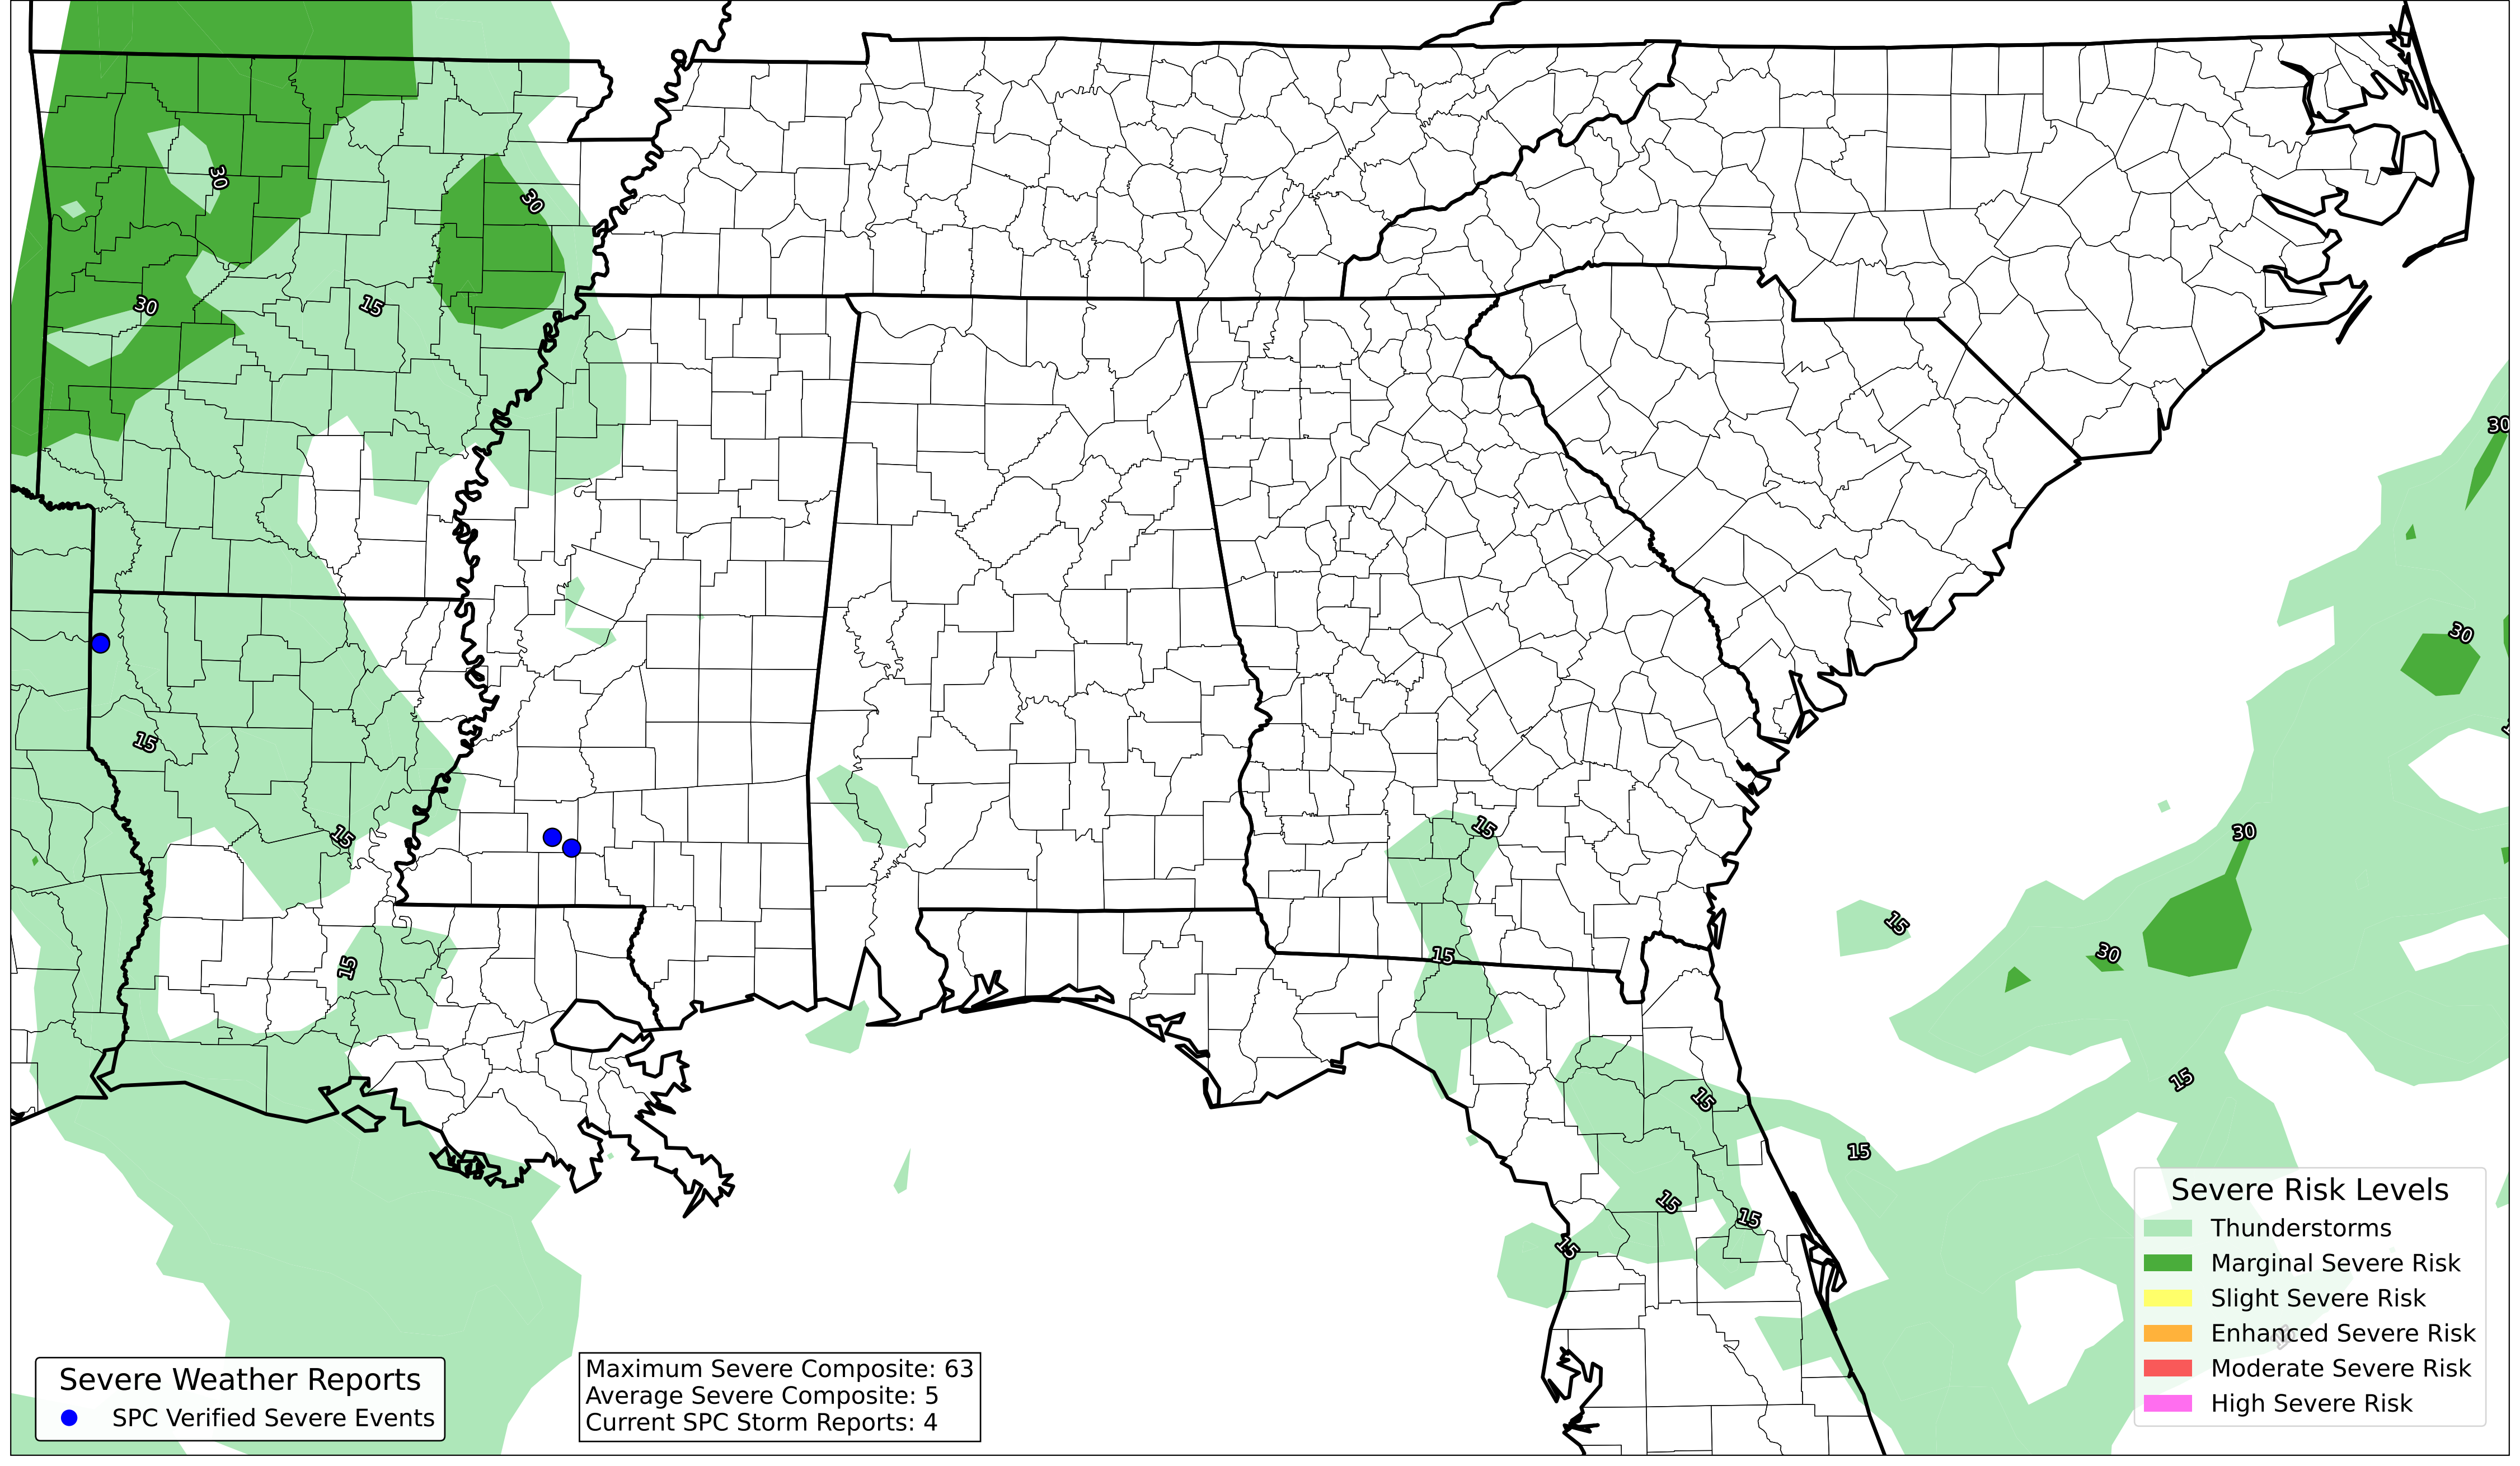 30
30
30
15
30
30
15
15
15
15
30
15
30
15
15
15
15
15
15
15
Severe Risk Levels
Thunderstorms
Marginal Severe Risk
Slight Severe Risk
Enhanced Severe Risk
Moderate Severe Risk
High Severe Risk
Severe Weather Reports
SPC Verified Severe Events
Maximum Severe Composite: 63
Average Severe Composite: 5
Current SPC Storm Reports: 4